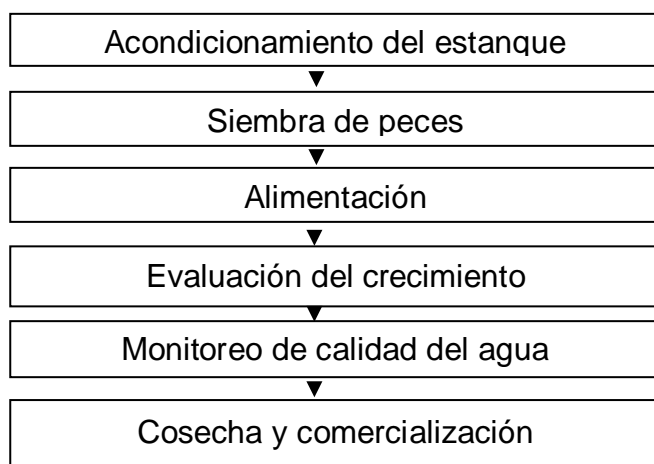 Acondicionamiento del estanque
Siembra de peces
Alimentación
Evaluación del crecimiento
Monitoreo de calidad del agua
Cosecha y comercialización